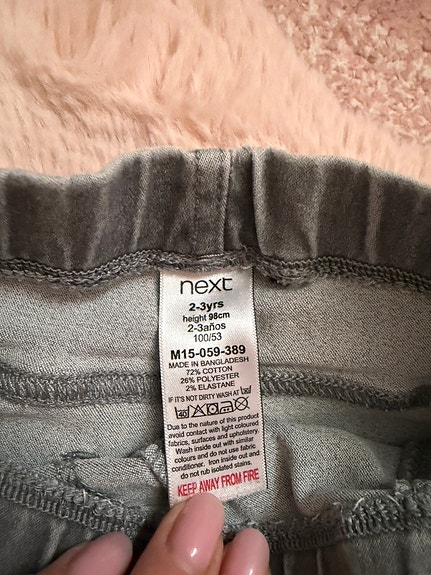 next
2-3yrs
height 98cm
2-3años
100/53
M15-059-389
MADE IN BANGLADESH
72% COTTON
26% POLYESTER
2% ELASTANE
IF IT'S NOT DIRTY WASH AT 30
40
Due to the nature of this product
avoid contact with light coloured
fabrics, surfaces and upholstery
Wash inside out with similar
colours and do not use fabric
conditioner. Iron inside out and
do not rub isolated stains.
KEEP AWAY FROM FIRE